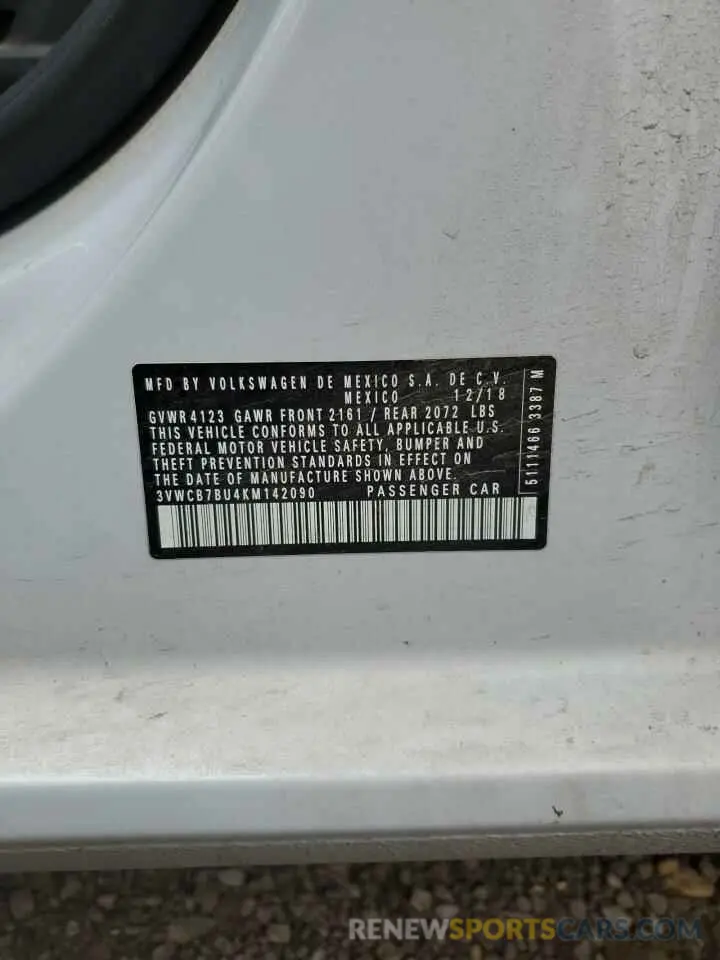 MFD BY VOLKSWAGEN DE MEXICO S.A. DE C.V.
MEXICO 12/18
GVWR 4123 GAWR FRONT 2161 / REAR 2072 LBS
THIS VEHICLE CONFORMS TO ALL APPLICABLE U.S.
FEDERAL MOTOR VEHICLE SAFETY, BUMPER AND
THEFT PREVENTION STANDARDS IN EFFECT ON
THE DATE OF MANUFACTURE SHOWN ABOVE.
3VWCB7BU4KM142090 PASSENGER CAR
5111466 3387 M
RENEWSPORTSCARS.COM